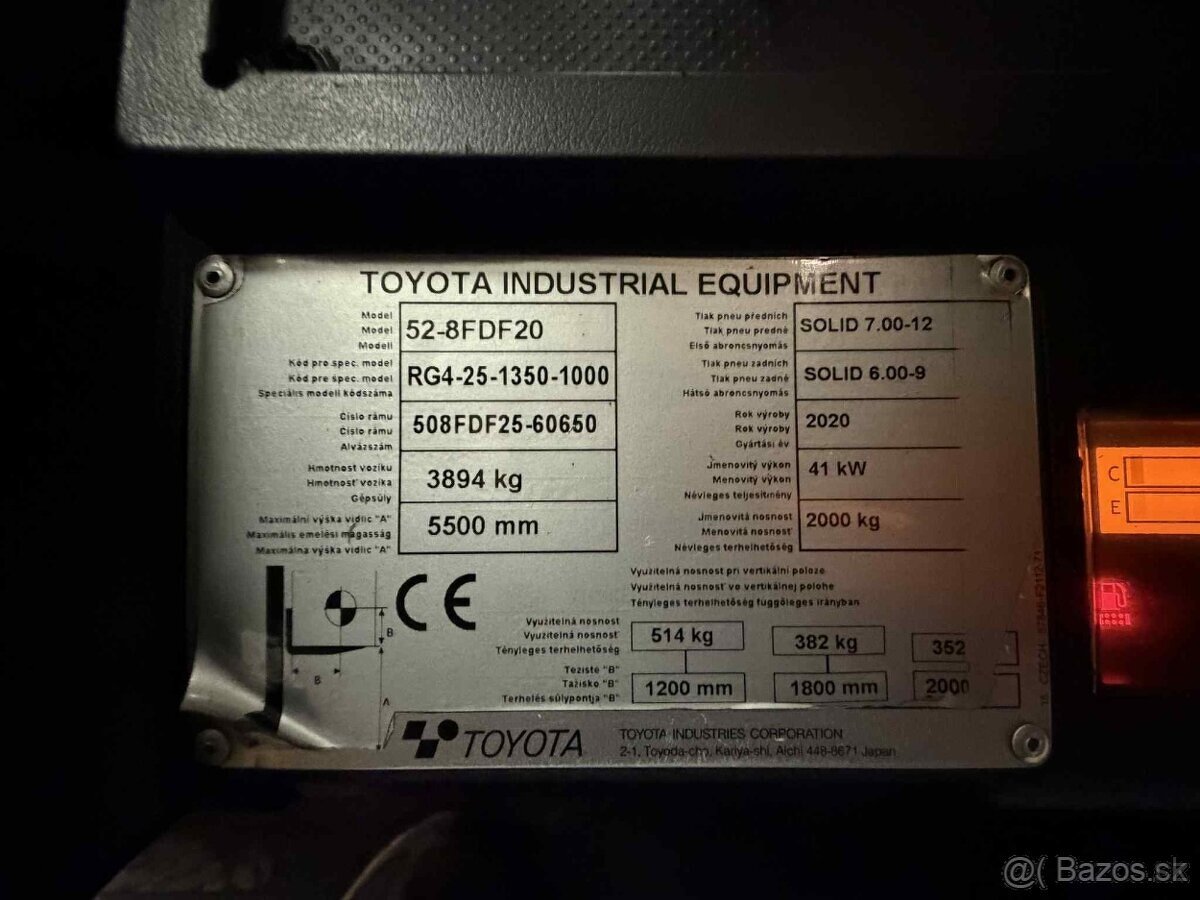 TOYOTA INDUSTRIAL EQUIPMENT
Model
Model
Modell
52-8FDF20
Kód pro spec. model
Kód pre spec. model
Speciális modell kódszáma
RG4-25-1350-1000
Císlo rámu
Císlo rámu
Alvázszám
508FDF25-60650
Hmotnost vozíku
Hmotnosť vozíka
Gépsúly
3894 kg
Maximální výška vidlic "A"
Maximális emelési magasság
Maximálna výška vidlic "A"
5500 mm
Tlak pneu předních
Tlak pneu predné
Első abroncsnyomás
SOLID 7.00-12
Tlak pneu zadních
Tlak pneu zadné
Hátsó abroncsnyomás
SOLID 6.00-9
Rok výroby
Rok výroby
Gyártási év
2020
Jmenovitý výkon
Menovitý výkon
Névleges teljesítmény
41 kW
Jmenovitá nosnost
Menovitá nosnosť
Névleges terhelhetőség
2000 kg
B
B
A
CE
Využitelná nosnost při vertikální poloze
Využitelná nosnosť vo vertikálnej polohe
Tényleges terhelhetőség függőleges irányban
Využitelná nosnost
Využitelná nosnosť
Tényleges terhelhetőség
514 kg
382 kg
352
Teziste "B"
Tažisko "B"
Terhelés súlypontja "B"
1200 mm
1800 mm
2000
TOYOTA
TOYOTA INDUSTRIES CORPORATION
2-1, Toyoda-cho, Kariya-shi, Aichi 448-8671 Japan
C
E
@( Bazos.sk